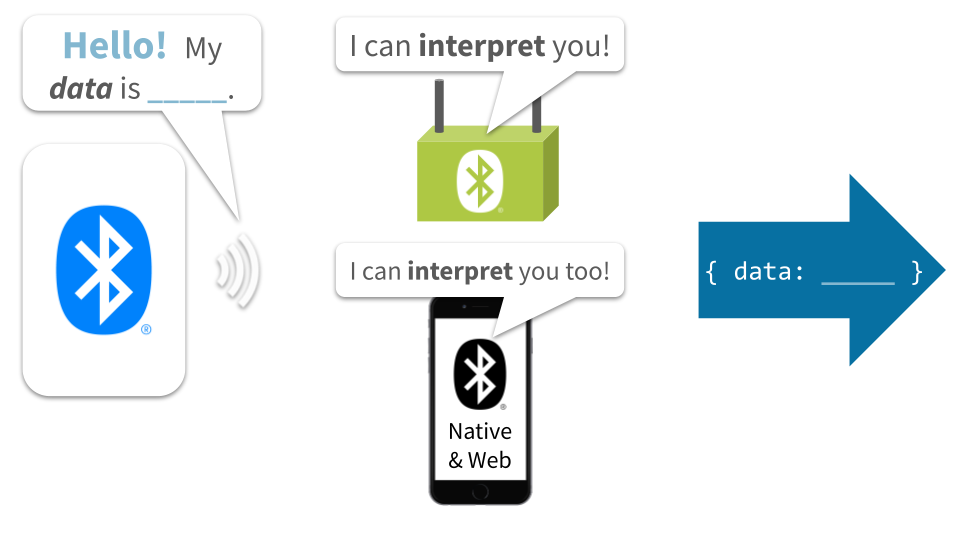 Hello! My
data is _____.
I can interpret you!
®
®
I can interpret you too!
®
Native
& Web
{ data: _____ }